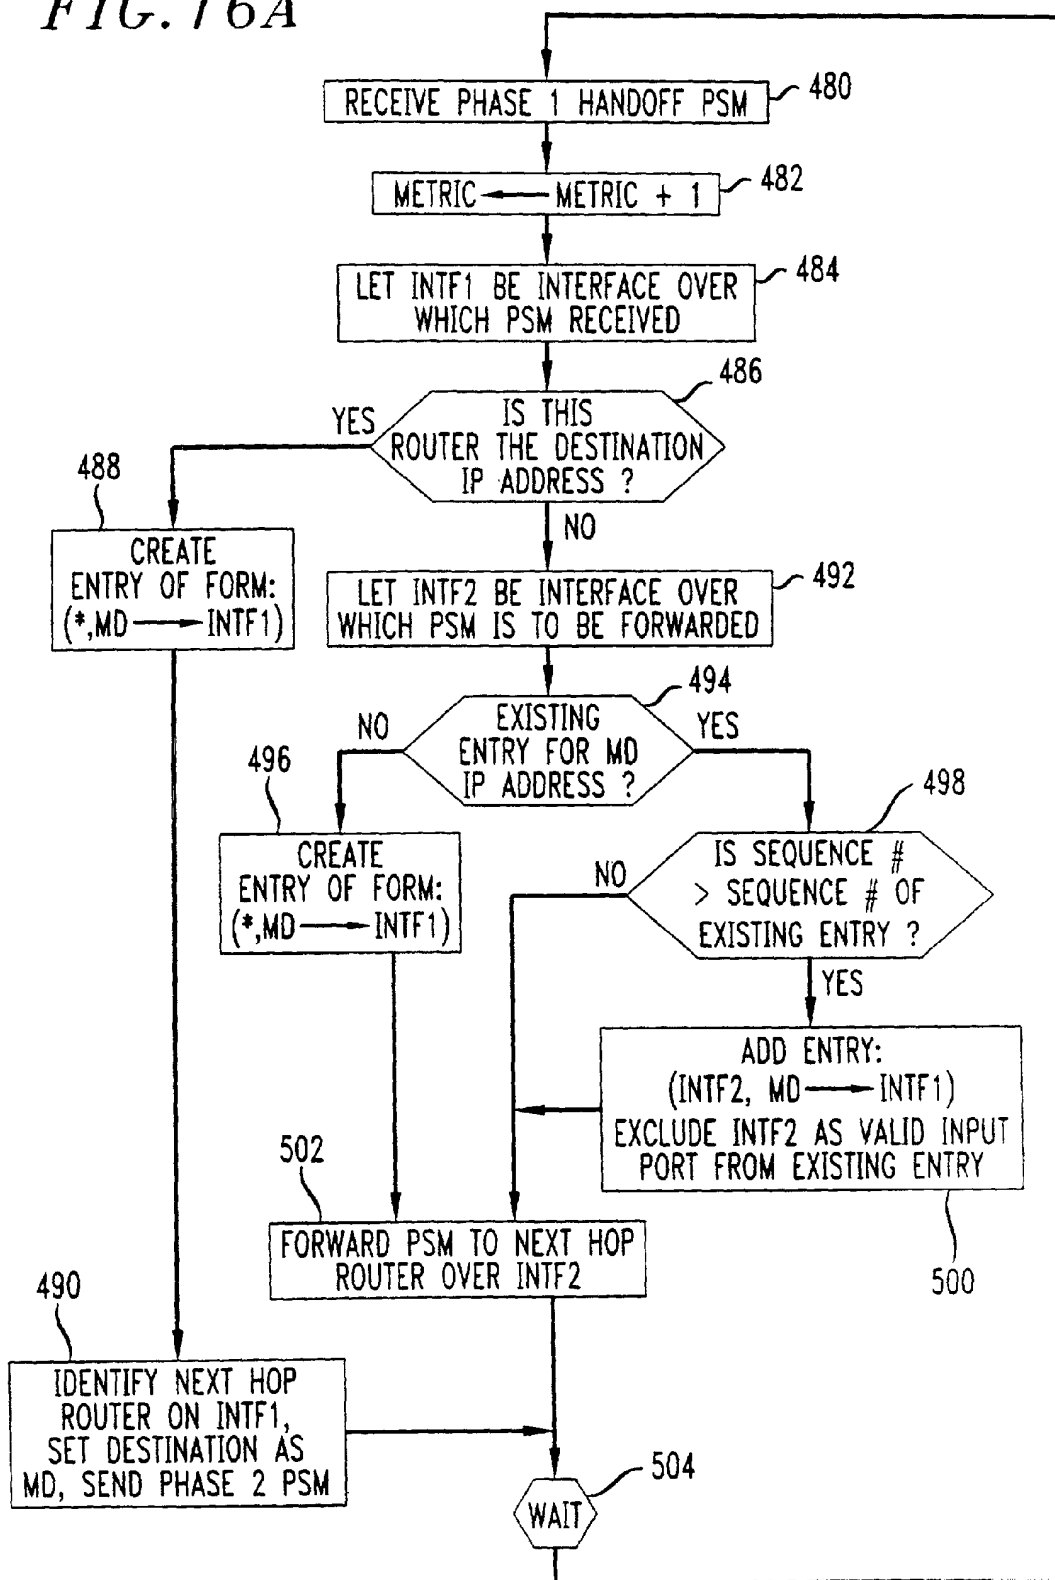 FIG. 16A
RECEIVE PHASE 1 HANDOFF PSM
480
METRIC ← METRIC + 1
482
LET INTF1 BE INTERFACE OVER
WHICH PSM RECEIVED
484
IS THIS
ROUTER THE DESTINATION
IP ADDRESS ?
486
YES
NO
488
CREATE
ENTRY OF FORM:
(*,MD → INTF1)
LET INTF2 BE INTERFACE OVER
WHICH PSM IS TO BE FORWARDED
492
EXISTING
ENTRY FOR MD
IP ADDRESS ?
494
NO
YES
496
CREATE
ENTRY OF FORM:
(*,MD → INTF1)
498
IS SEQUENCE #
> SEQUENCE # OF
EXISTING ENTRY ?
NO
YES
ADD ENTRY:
(INTF2, MD → INTF1)
EXCLUDE INTF2 AS VALID INPUT
PORT FROM EXISTING ENTRY
500
502
FORWARD PSM TO NEXT HOP
ROUTER OVER INTF2
490
IDENTIFY NEXT HOP
ROUTER ON INTF1,
SET DESTINATION AS
MD, SEND PHASE 2 PSM
WAIT
504